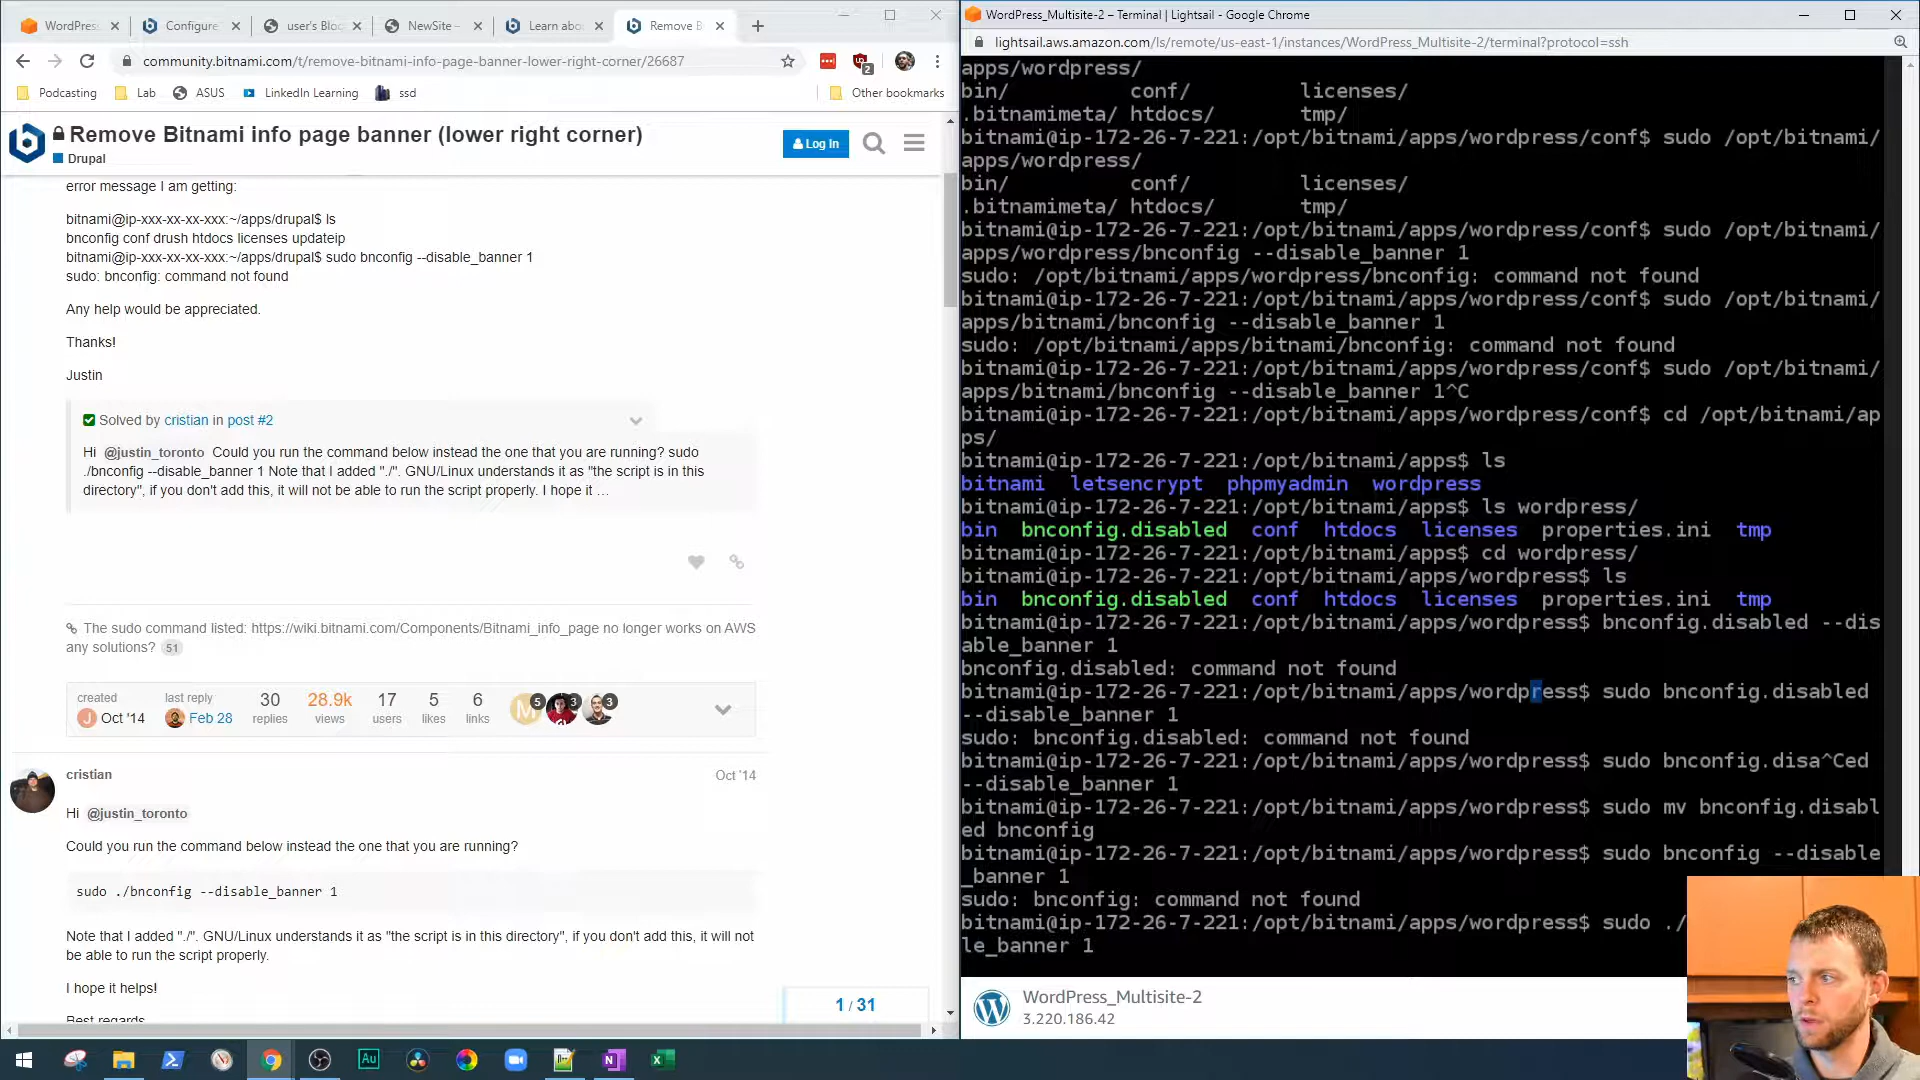 WordPres
Configure
user's Blo
NewSite –
Learn abo
Remove B
community.bitnami.com/t/remove-bitnami-info-page-banner-lower-right-corner/26687
2
Podcasting
Lab
ASUS
LinkedIn Learning
ssd
Other bookmarks
Remove Bitnami info page banner (lower right corner)
Drupal
Log In
error message I am getting:
bitnami@ip-xxx-xx-xx-xxx:~/apps/drupal$ ls
bnconfig conf drush htdocs licenses updateip
bitnami@ip-xxx-xx-xx-xxx:~/apps/drupal$ sudo bnconfig --disable_banner 1
sudo: bnconfig: command not found
Any help would be appreciated.
Thanks!
Justin
Solved by cristian in post #2
Hi @justin_toronto Could you run the command below instead the one that you are running? sudo
./bnconfig --disable_banner 1 Note that I added "./". GNU/Linux understands it as "the script is in this
directory", if you don't add this, it will not be able to run the script properly. I hope it …
The sudo command listed: https://wiki.bitnami.com/Components/Bitnami_info_page no longer works on AWS
any solutions? 51
created
J Oct '14
last reply
Feb 28
30
replies
28.9k
views
17
users
5
likes
6
links
M 5
3
3
cristian
Oct '14
Hi @justin_toronto
Could you run the command below instead the one that you are running?
sudo ./bnconfig --disable_banner 1
Note that I added "./". GNU/Linux understands it as "the script is in this directory", if you don't add this, it will not
be able to run the script properly.
I hope it helps!
Best regards
1 / 31
WordPress_Multisite-2 – Terminal | Lightsail - Google Chrome
lightsail.aws.amazon.com/ls/remote/us-east-1/instances/WordPress_Multisite-2/terminal?protocol=ssh
apps/wordpress/
bin/ conf/ licenses/
.bitnamimeta/ htdocs/ tmp/
bitnami@ip-172-26-7-221:/opt/bitnami/apps/wordpress/conf$ sudo /opt/bitnami/
apps/wordpress/
bin/ conf/ licenses/
.bitnamimeta/ htdocs/ tmp/
bitnami@ip-172-26-7-221:/opt/bitnami/apps/wordpress/conf$ sudo /opt/bitnami/
apps/wordpress/bnconfig --disable_banner 1
sudo: /opt/bitnami/apps/wordpress/bnconfig: command not found
bitnami@ip-172-26-7-221:/opt/bitnami/apps/wordpress/conf$ sudo /opt/bitnami/
apps/bitnami/bnconfig --disable_banner 1
sudo: /opt/bitnami/apps/bitnami/bnconfig: command not found
bitnami@ip-172-26-7-221:/opt/bitnami/apps/wordpress/conf$ sudo /opt/bitnami/
apps/bitnami/bnconfig --disable_banner 1^C
bitnami@ip-172-26-7-221:/opt/bitnami/apps/wordpress/conf$ cd /opt/bitnami/ap
ps/
bitnami@ip-172-26-7-221:/opt/bitnami/apps$ ls
bitnami letsencrypt phpmyadmin wordpress
bitnami@ip-172-26-7-221:/opt/bitnami/apps$ ls wordpress/
bin bnconfig.disabled conf htdocs licenses properties.ini tmp
bitnami@ip-172-26-7-221:/opt/bitnami/apps$ cd wordpress/
bitnami@ip-172-26-7-221:/opt/bitnami/apps/wordpress$ ls
bin bnconfig.disabled conf htdocs licenses properties.ini tmp
bitnami@ip-172-26-7-221:/opt/bitnami/apps/wordpress$ bnconfig.disabled --dis
able_banner 1
bnconfig.disabled: command not found
bitnami@ip-172-26-7-221:/opt/bitnami/apps/wordpress$ sudo bnconfig.disabled
--disable_banner 1
sudo: bnconfig.disabled: command not found
bitnami@ip-172-26-7-221:/opt/bitnami/apps/wordpress$ sudo bnconfig.disa^Ced
--disable_banner 1
bitnami@ip-172-26-7-221:/opt/bitnami/apps/wordpress$ sudo mv bnconfig.disabl
ed bnconfig
bitnami@ip-172-26-7-221:/opt/bitnami/apps/wordpress$ sudo bnconfig --disable
_banner 1
sudo: bnconfig: command not found
bitnami@ip-172-26-7-221:/opt/bitnami/apps/wordpress$ sudo ./
le_banner 1
WordPress_Multisite-2
3.220.186.42
Au